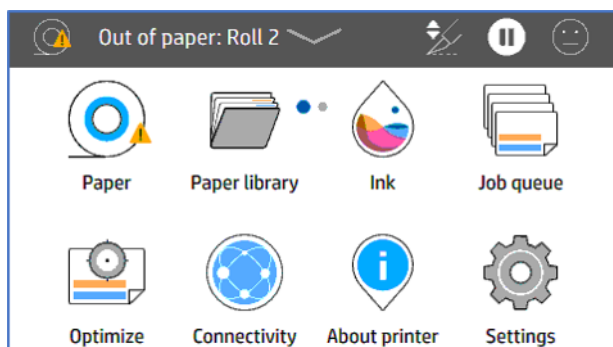 Out of paper: Roll 2
Paper Paper library Ink Job queue
Optimize Connectivity About printer Settings